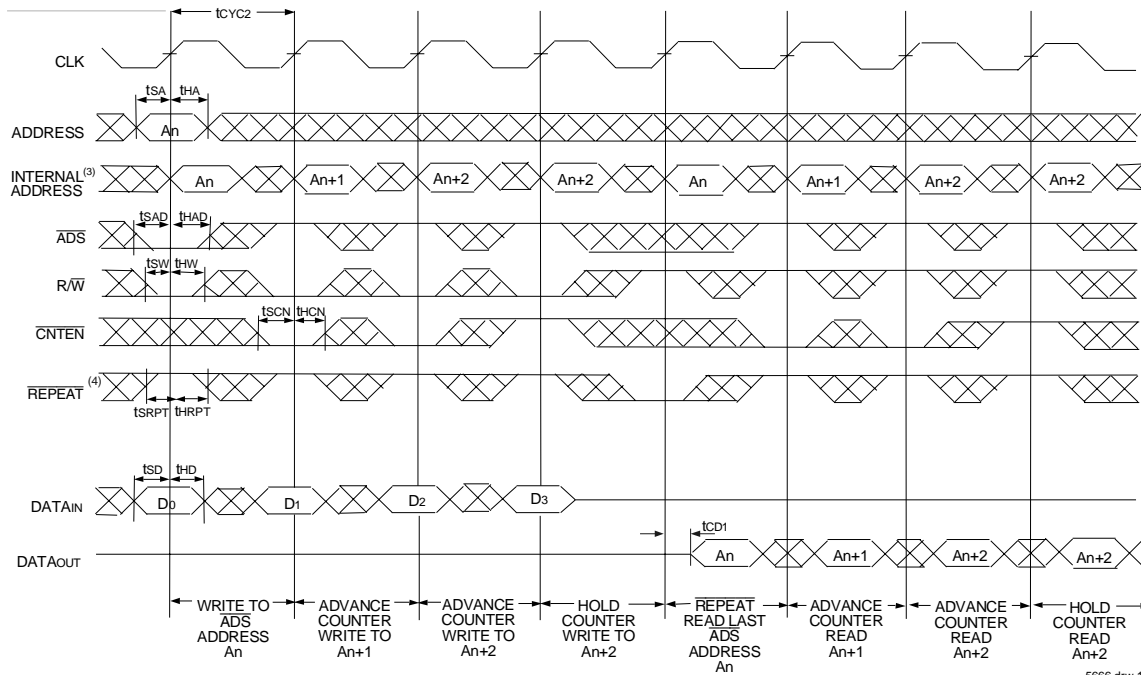 tCYC2
CLK
tSA tHA
ADDRESS An
INTERNAL(3) ADDRESS An An+1 An+2 An+2 An An+1 An+2 An+2
tSAD tHAD
ADS
tSW tHW
R/W
tSCN tHCN
CNTEN
REPEAT (4)
tSRPT tHRPT
tSD tHD
DATAIN D0 D1 D2 D3
tCD1
DATAOUT An An+1 An+2 An+2
WRITE TO ADS ADDRESS An
ADVANCE COUNTER WRITE TO An+1
ADVANCE COUNTER WRITE TO An+2
HOLD COUNTER WRITE TO An+2
REPEAT READ LAST ADS ADDRESS An
ADVANCE COUNTER READ An+1
ADVANCE COUNTER READ An+2
HOLD COUNTER READ An+2